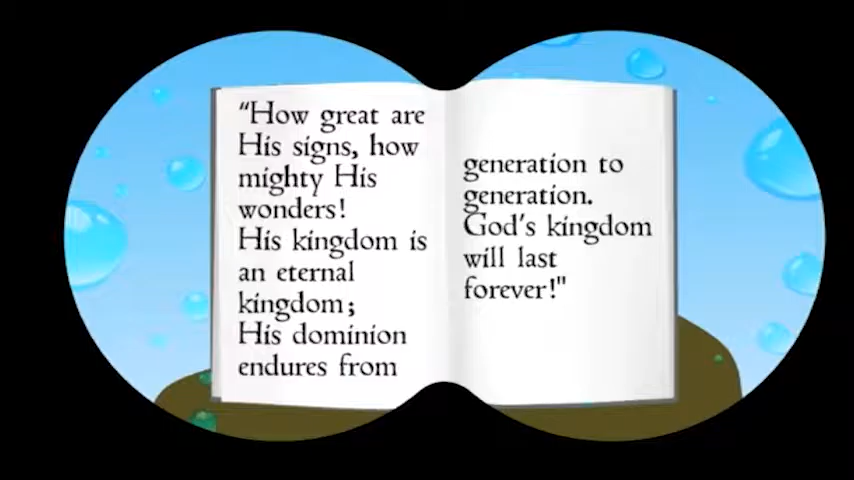 “How great are
His signs, how
mighty His
wonders!
His kingdom is
an eternal
kingdom;
His dominion
endures from
generation to
generation.
God's kingdom
will last
forever!"